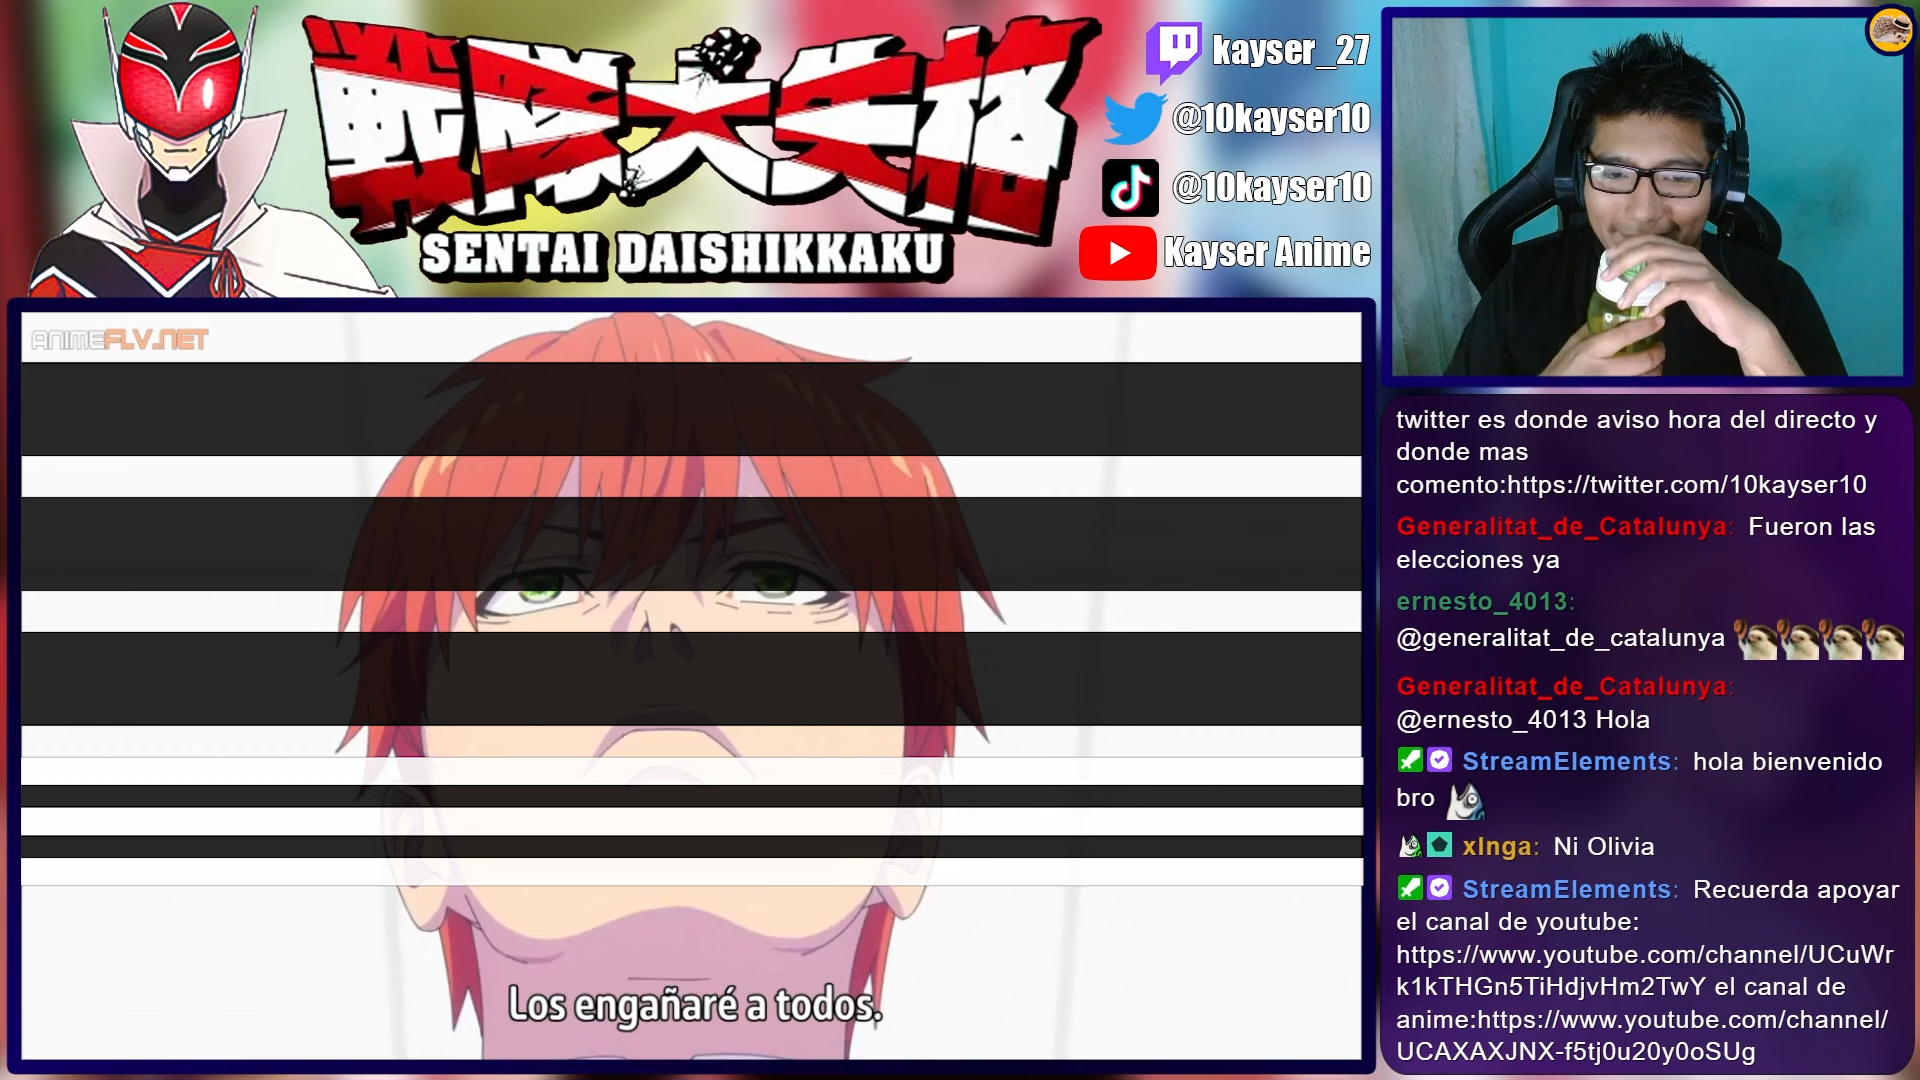 戦隊大失格
SENTAI DAISHIKKAKU
kayser_27
@10kayser10
@10kayser10
Kayser Anime
ANIMEFLV.NET
Los engañaré a todos.
twitter es donde aviso hora del directo y
donde mas
comento:https://twitter.com/10kayser10
Generalitat_de_Catalunya: Fueron las
elecciones ya
ernesto_4013:
@generalitat_de_catalunya
Generalitat_de_Catalunya:
@ernesto_4013 Hola
StreamElements: hola bienvenido
bro
xInga: Ni Olivia
StreamElements: Recuerda apoyar
el canal de youtube:
https://www.youtube.com/channel/UCuWr
k1kTHGn5TiHdjvHm2TwY el canal de
anime:https://www.youtube.com/channel/
UCAXAXJNX-f5tj0u20y0oSUg